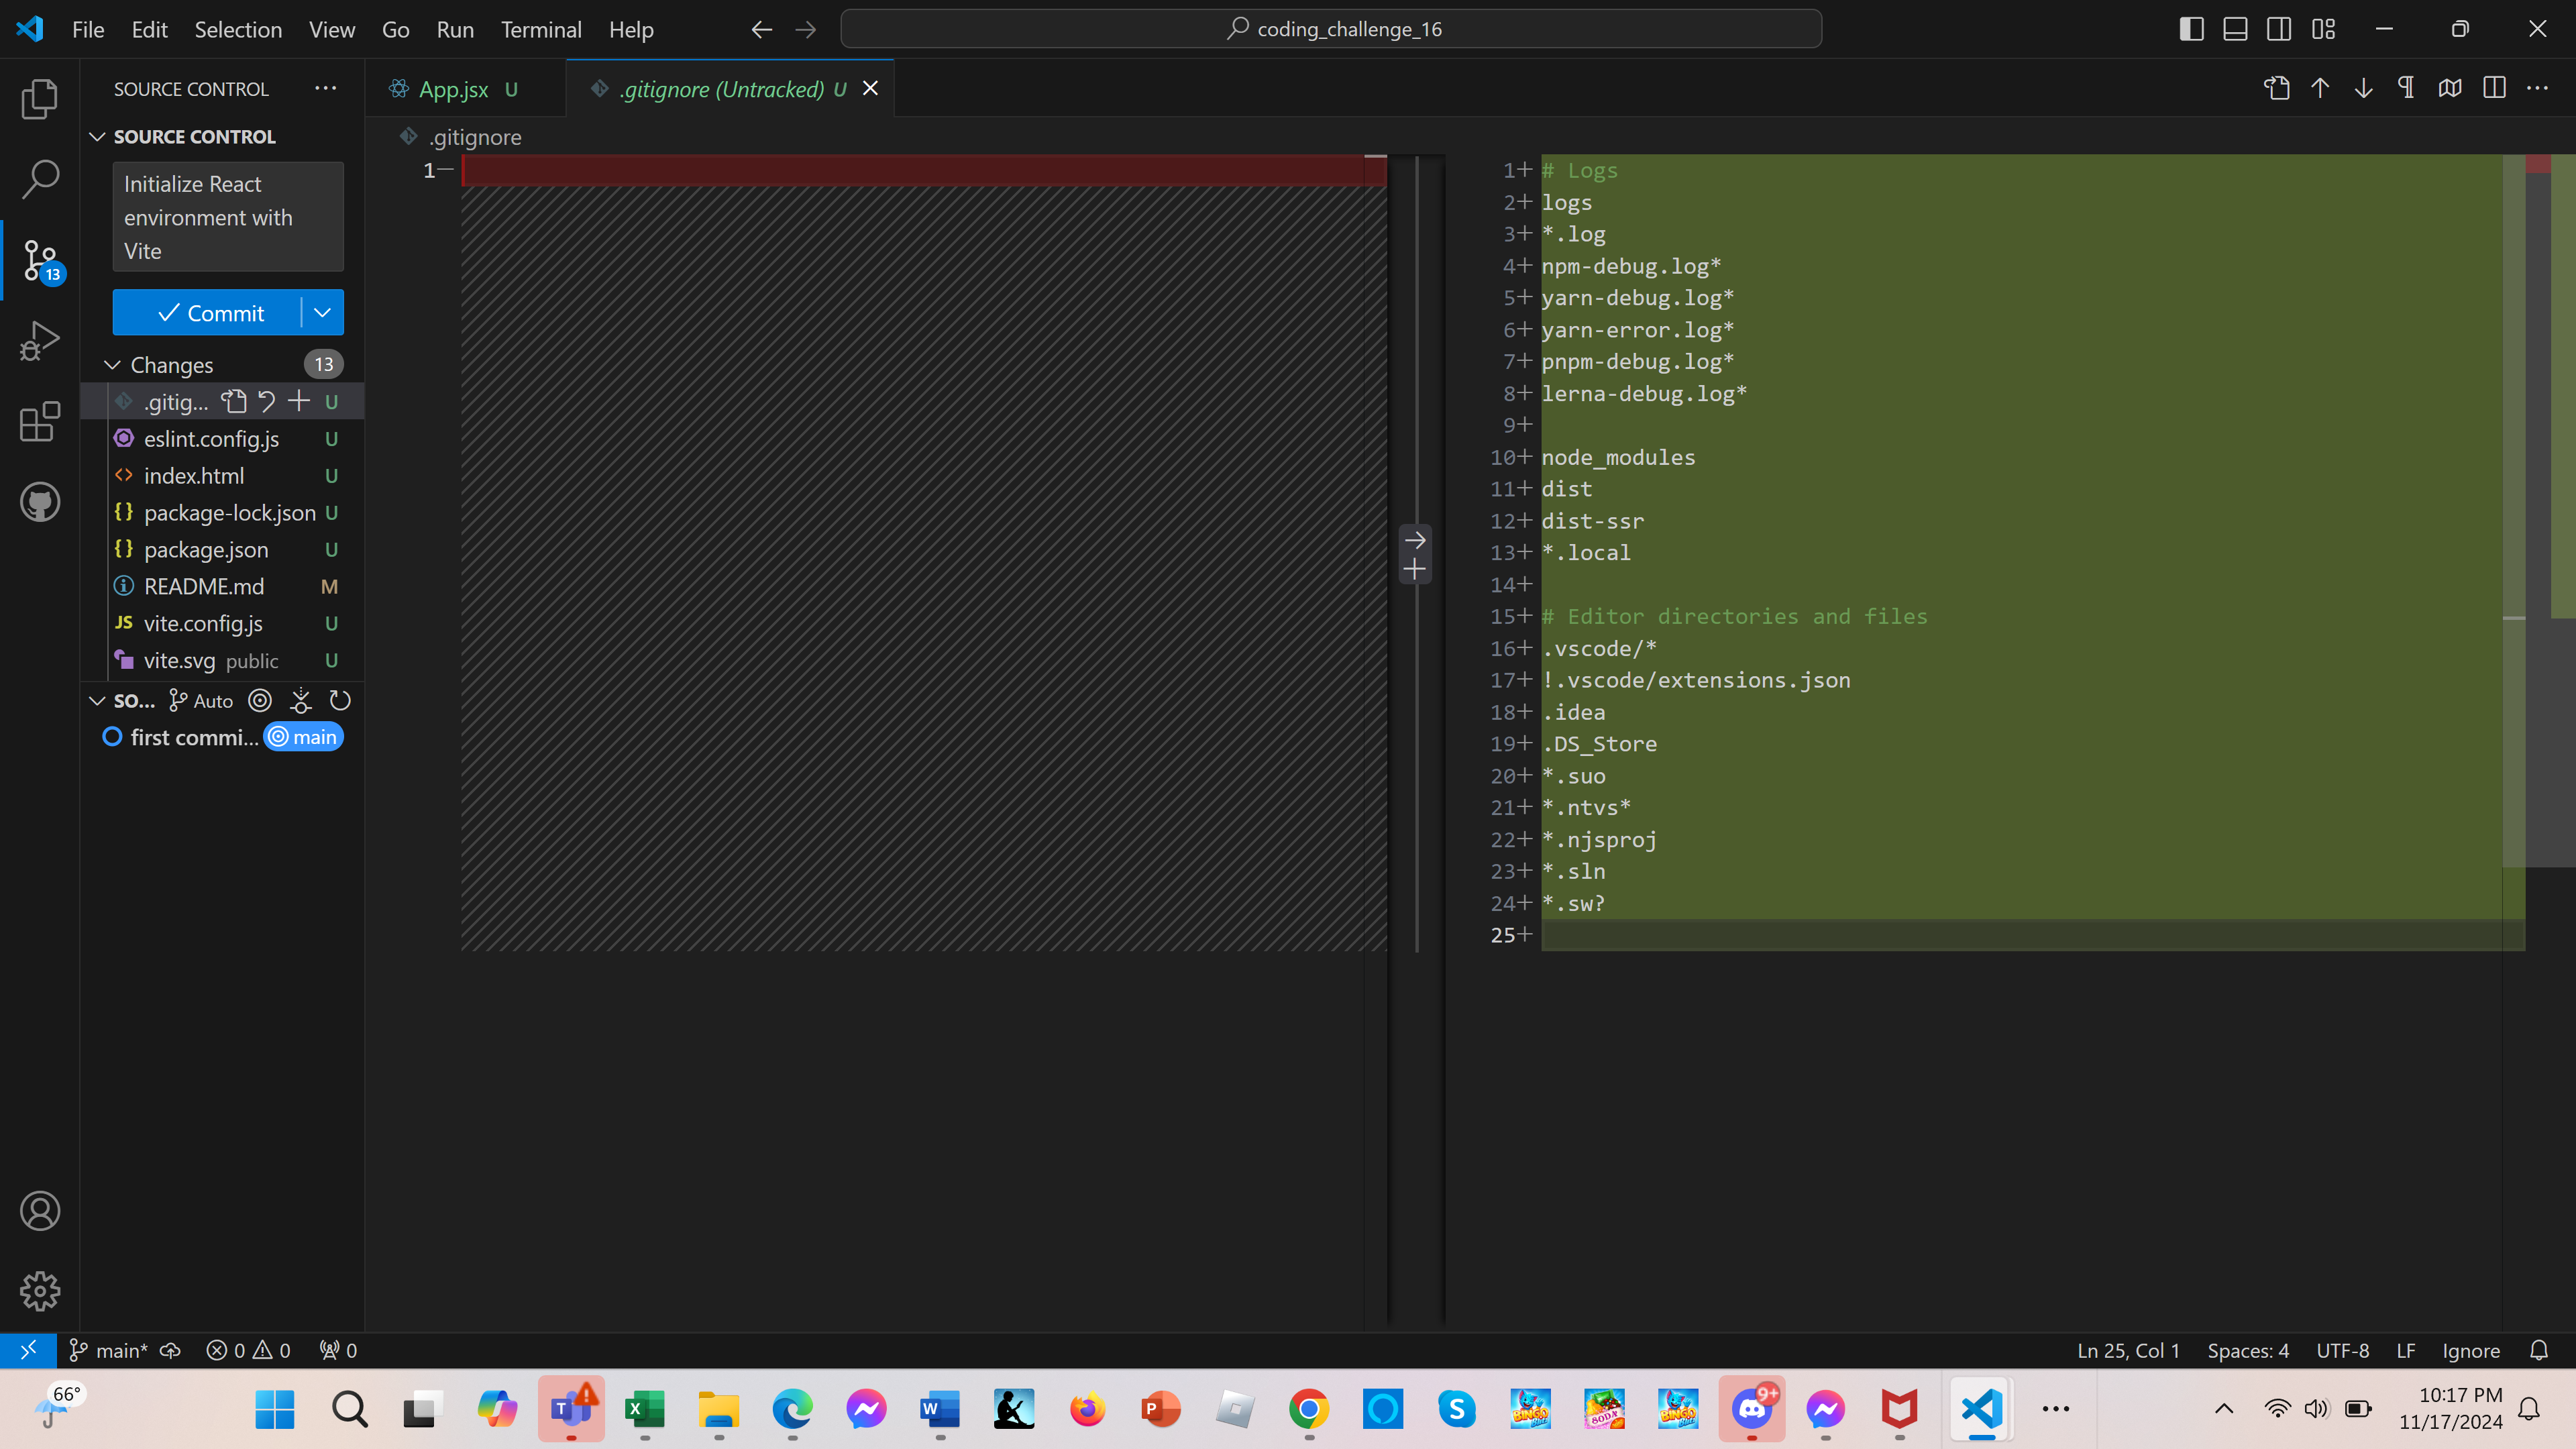 File Edit Selection View Go Run Terminal Help
coding_challenge_16
SOURCE CONTROL
App.jsx U
.gitignore (Untracked) U
SOURCE CONTROL
.gitignore
Initialize React
environment with
Vite
Commit
Changes 13
13
.gitig... U
eslint.config.js U
index.html U
package-lock.json U
package.json U
README.md M
JS vite.config.js U
vite.svg public U
SO... Auto
first commi... main
1
1+ # Logs
2+ logs
3+ *.log
4+ npm-debug.log*
5+ yarn-debug.log*
6+ yarn-error.log*
7+ pnpm-debug.log*
8+ lerna-debug.log*
9+
10+ node_modules
11+ dist
12+ dist-ssr
13+ *.local
14+
15+ # Editor directories and files
16+ .vscode/*
17+ !.vscode/extensions.json
18+ .idea
19+ .DS_Store
20+ *.suo
21+ *.ntvs*
22+ *.njsproj
23+ *.sln
24+ *.sw?
25+
main* 0 0 0
Ln 25, Col 1 Spaces: 4 UTF-8 LF Ignore
66°
T
X
W
P
S
BINGO
SODA
BINGO
9+
10:17 PM
11/17/2024